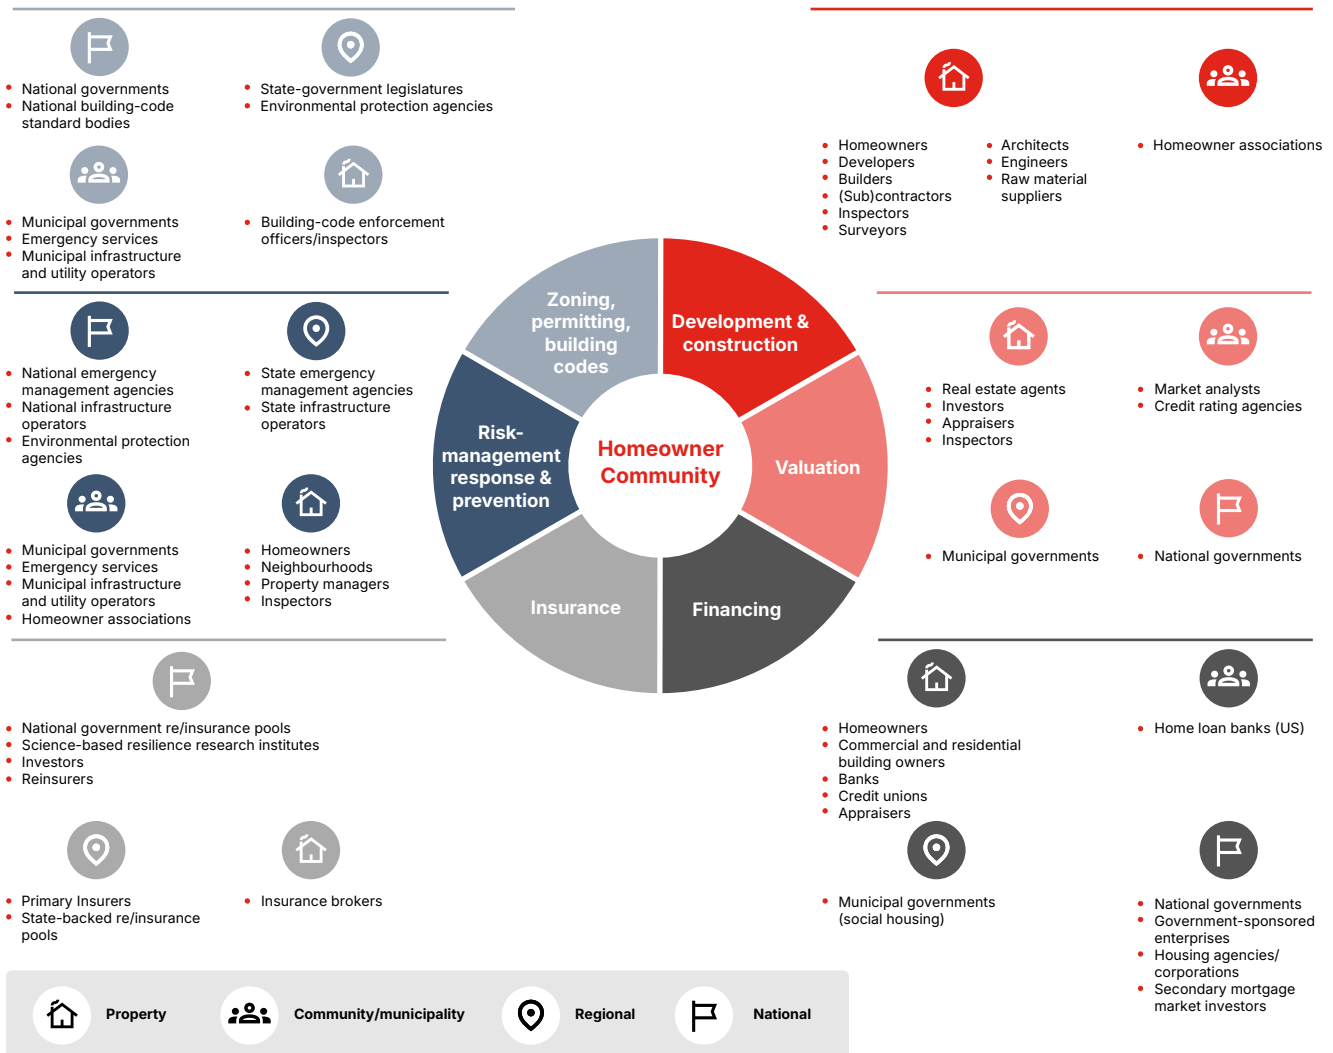 National governments
National building-code
standard bodies
State-government legislatures
Environmental protection agencies
Municipal governments
Emergency services
Municipal infrastructure
and utility operators
Building-code enforcement
officers/inspectors
Homeowners
Developers
Builders
(Sub)contractors
Inspectors
Surveyors
Architects
Engineers
Raw material
suppliers
Homeowner associations
Zoning,
permitting,
building
codes
Development &
construction
Risk-
management
response &
prevention
Homeowner
Community
Valuation
Insurance
Financing
National emergency
management agencies
National infrastructure
operators
Environmental protection
agencies
State emergency
management agencies
State infrastructure
operators
Municipal governments
Emergency services
Municipal infrastructure
and utility operators
Homeowner associations
Homeowners
Neighbourhoods
Property managers
Inspectors
Real estate agents
Investors
Appraisers
Inspectors
Market analysts
Credit rating agencies
Municipal governments
National governments
National government re/insurance pools
Science-based resilience research institutes
Investors
Reinsurers
Primary Insurers
State-backed re/insurance
pools
Insurance brokers
Homeowners
Commercial and residential
building owners
Banks
Credit unions
Appraisers
Home loan banks (US)
Municipal governments
(social housing)
National governments
Government-sponsored
enterprises
Housing agencies/
corporations
Secondary mortgage
market investors
Property
Community/municipality
Regional
National